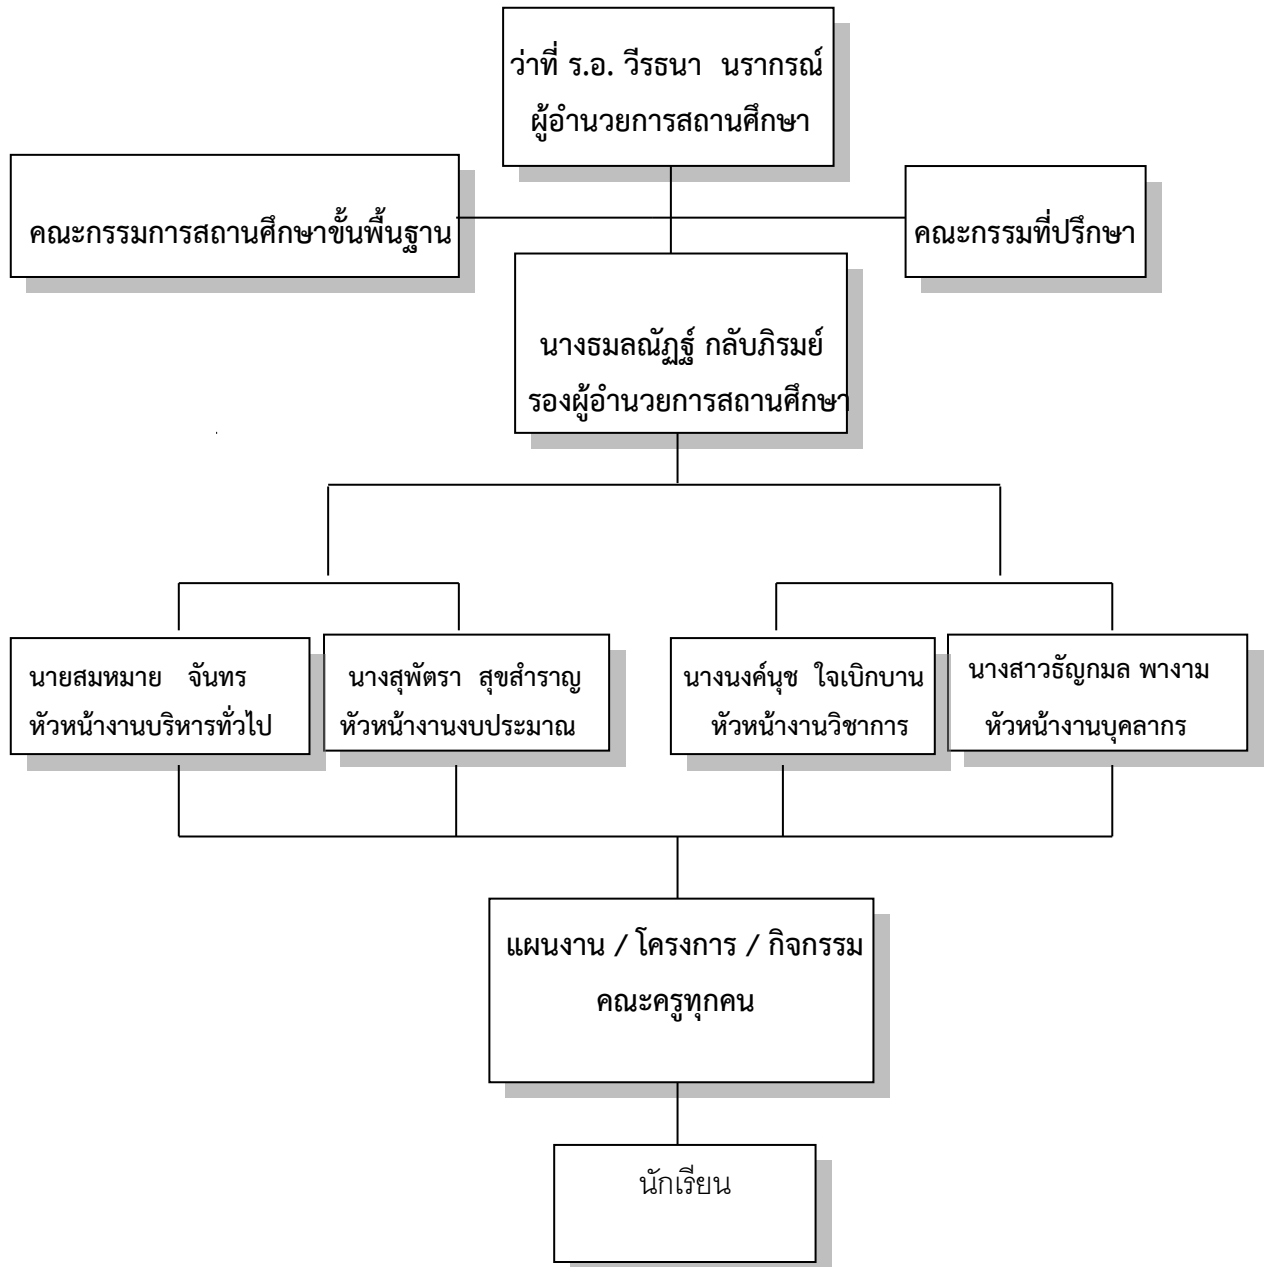 ว่าที่ ร.อ. วีรธนา นรากรณ์
ผู้อำนวยการสถานศึกษา
คณะกรรมการสถานศึกษาขั้นพื้นฐาน
คณะกรรมที่ปรึกษา
นางธมลณัฏฐ์ กลับภิรมย์
รองผู้อำนวยการสถานศึกษา
นายสมหมาย จันทร
หัวหน้างานบริหารทั่วไป
นางสุพัตรา สุขสำราญ
หัวหน้างานงบประมาณ
นางนงค์นุช ใจเบิกบาน
หัวหน้างานวิชาการ
นางสาวธัญกมล พางาม
หัวหน้างานบุคลากร
แผนงาน / โครงการ / กิจกรรม
คณะครูทุกคน
นักเรียน